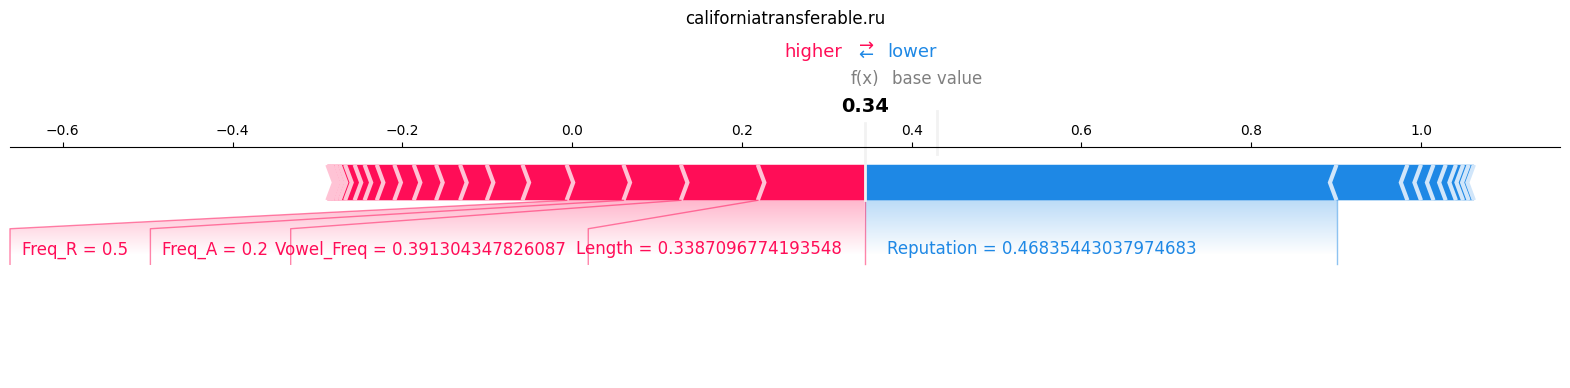 californiatransferable.ru
higher ⇄ lower
f(x) base value
0.34
−0.6 −0.4 −0.2 0.0 0.2 0.4 0.6 0.8 1.0
Freq_R = 0.5 Freq_A = 0.2 Vowel_Freq = 0.391304347826087 Length = 0.3387096774193548 Reputation = 0.46835443037974683